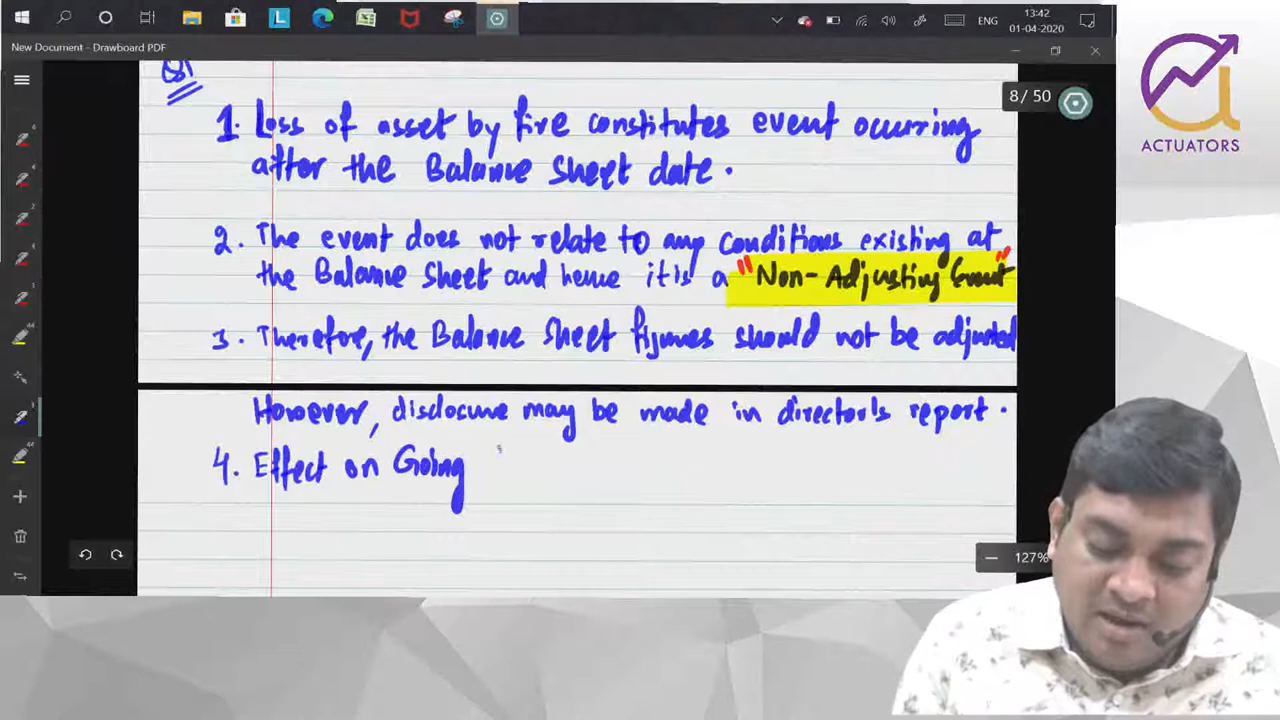 13:42
ENG
01-04-2020
New Document - Drawboard PDF
8 / 50
ACTUATORS
Q51
1. Loss of asset by fire constitutes event ocurring
after the Balance Sheet date.
2. The event does not relate to any conditions existing at
the Balance Sheet and hence it is a "Non-Adjusting Event"
3. Therefore, the Balance Sheet figures should not be adjusted
However, disclosure may be made in director's report.
4. Effect on Going
127%